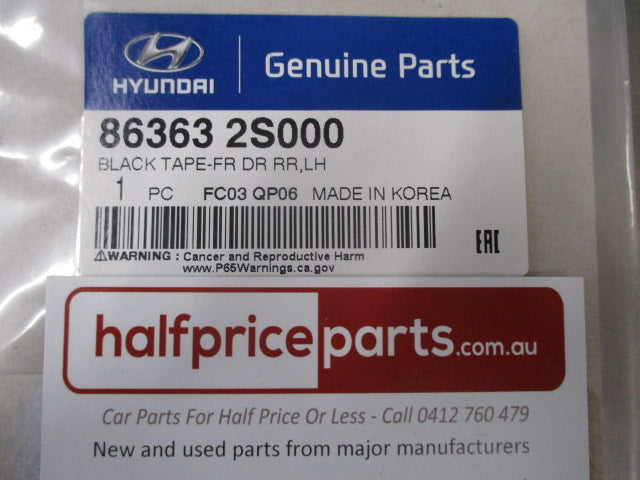 HYUNDAI
Genuine Parts
86363 2S000
BLACK TAPE-FR DR RR,LH
1 PC FC03 QP06 MADE IN KOREA
EAC
⚠WARNING : Cancer and Reproductive Harm
www.P65Warnings.ca.gov
halfpriceparts.com.au
Car Parts For Half Price Or Less - Call 0412 760 479
New and used parts from major manufacturers